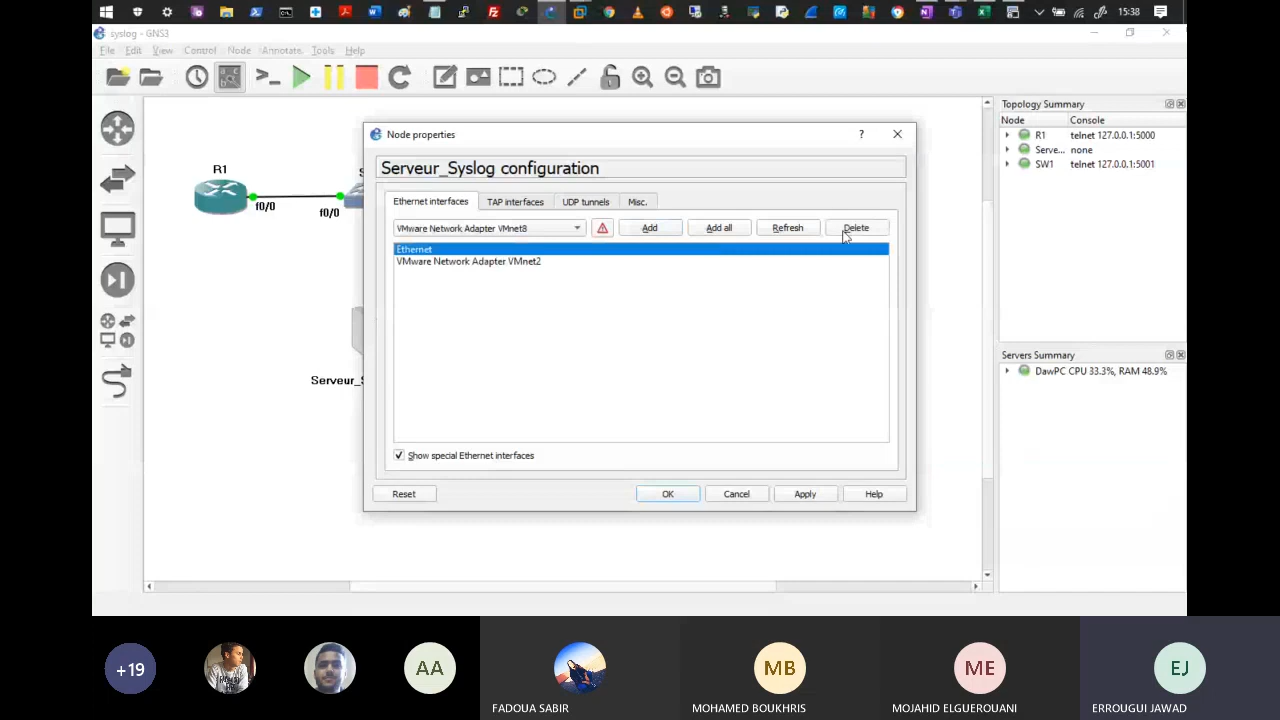 15:38
syslog - GNS3
File Edit View Control Node Annotate Tools Help
Topology Summary
Node Console
R1 telnet 127.0.0.1:5000
Serve... none
SW1 telnet 127.0.0.1:5001
R1
f0/0
f0/0
S
Serveur_S
Node properties
Serveur_Syslog configuration
Ethernet interfaces TAP interfaces UDP tunnels Misc.
VMware Network Adapter VMnet8 Add Add all Refresh Delete
Ethernet
VMware Network Adapter VMnet2
Show special Ethernet interfaces
Reset OK Cancel Apply Help
Servers Summary
DawPC CPU 33.3%, RAM 48.9%
+19 AA MB ME EJ
FADOUA SABIR MOHAMED BOUKHRIS MOJAHID ELGUEROUANI ERROUGUI JAWAD